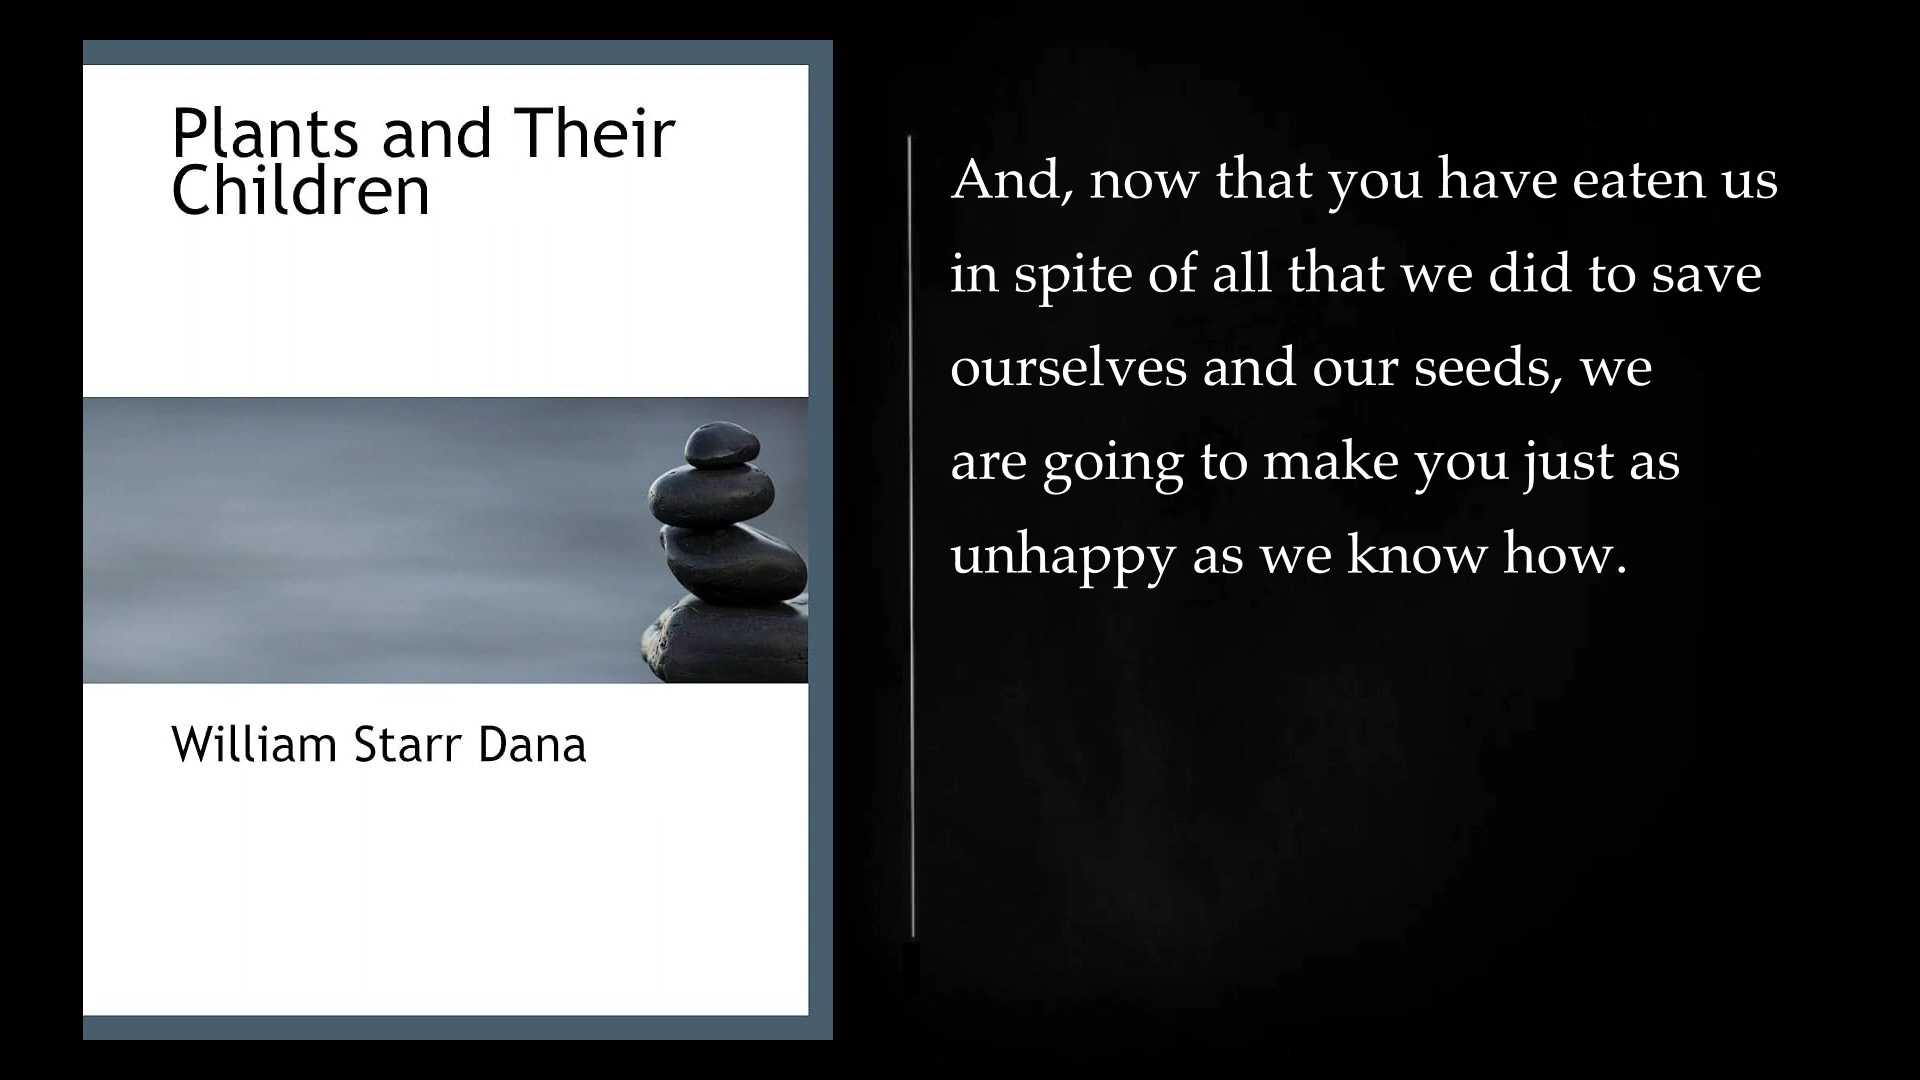 Plants and Their
Children
William Starr Dana
And, now that you have eaten us
in spite of all that we did to save
ourselves and our seeds, we
are going to make you just as
unhappy as we know how.